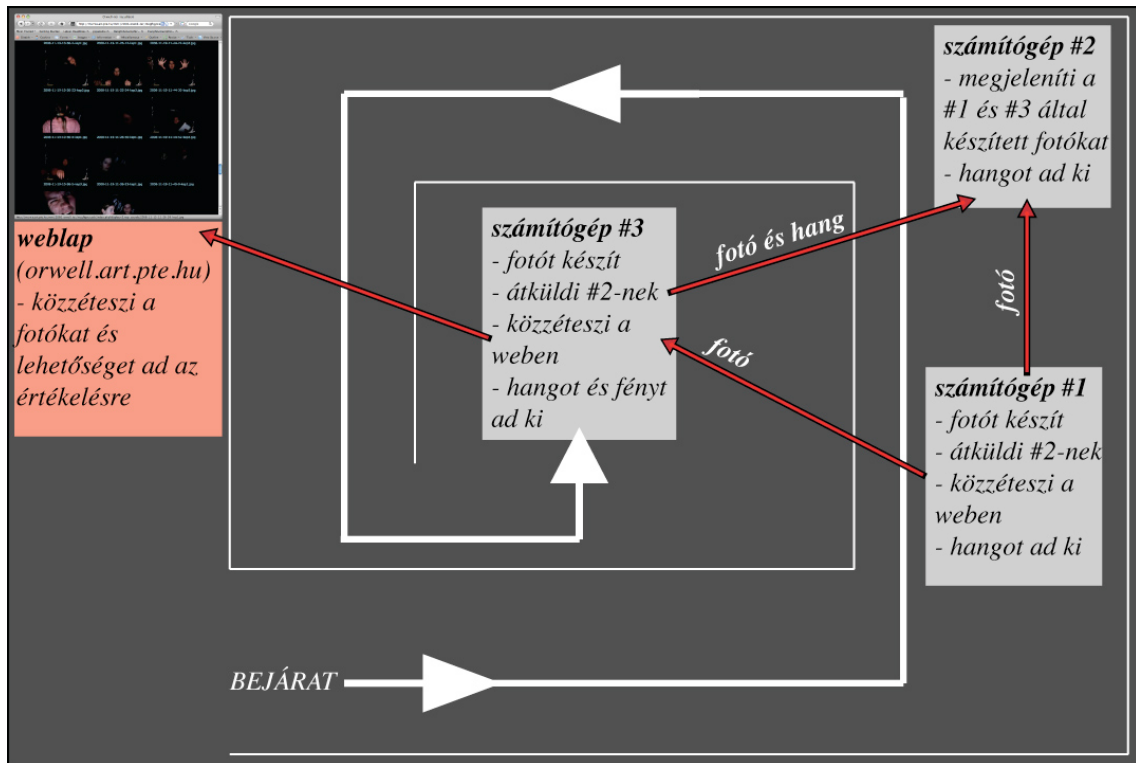 számítógép #2
- megjeleníti a
#1 és #3 által
készített fotókat
- hangot ad ki
weblap
(orwell.art.pte.hu)
- közzéteszi a
fotókat és
lehetőséget ad az
értékelésre
számítógép #3
- fotót készít
- átküldi #2-nek
- közzéteszi a
weben
- hangot és fényt
ad ki
fotó és hang
fotó
fotó
számítógép #1
- fotót készít
- átküldi #2-nek
- közzéteszi a
weben
- hangot ad ki
BEJÁRAT